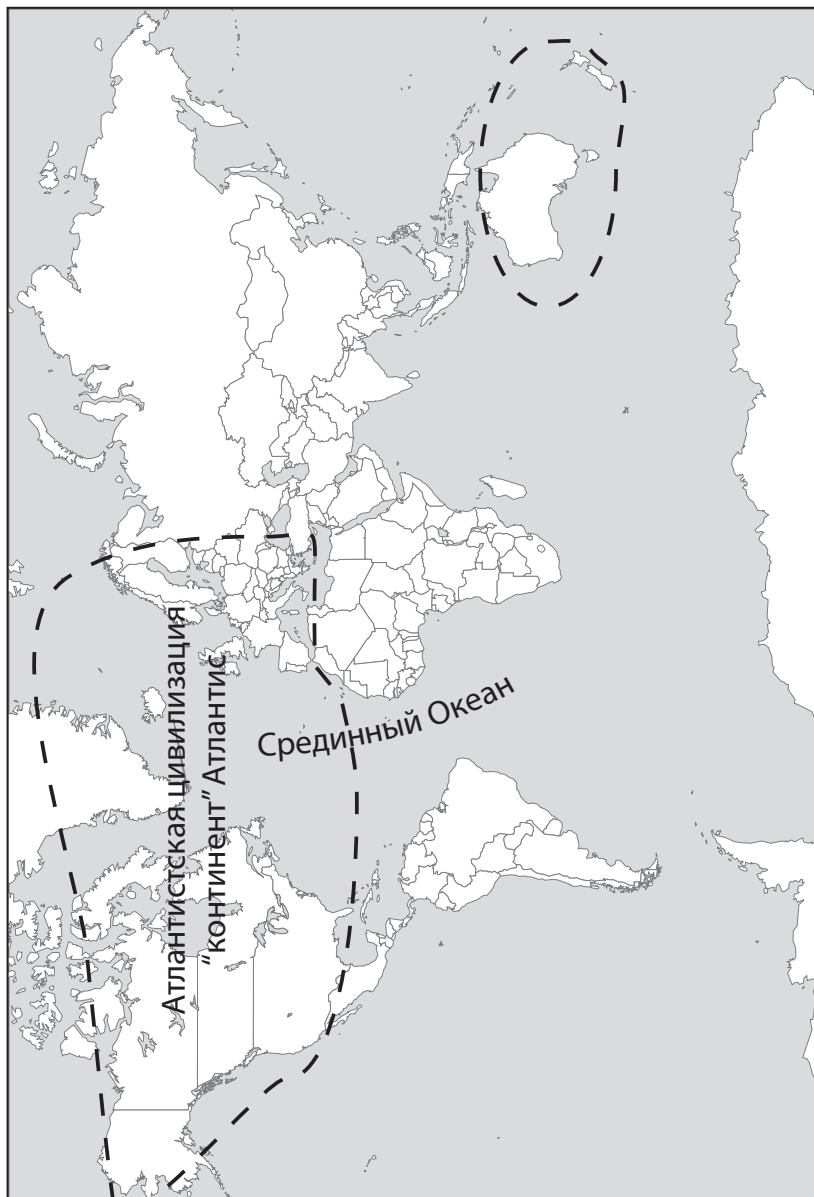 Атлантистская цивилизация
“континент” Атлантис
Срединный Океан